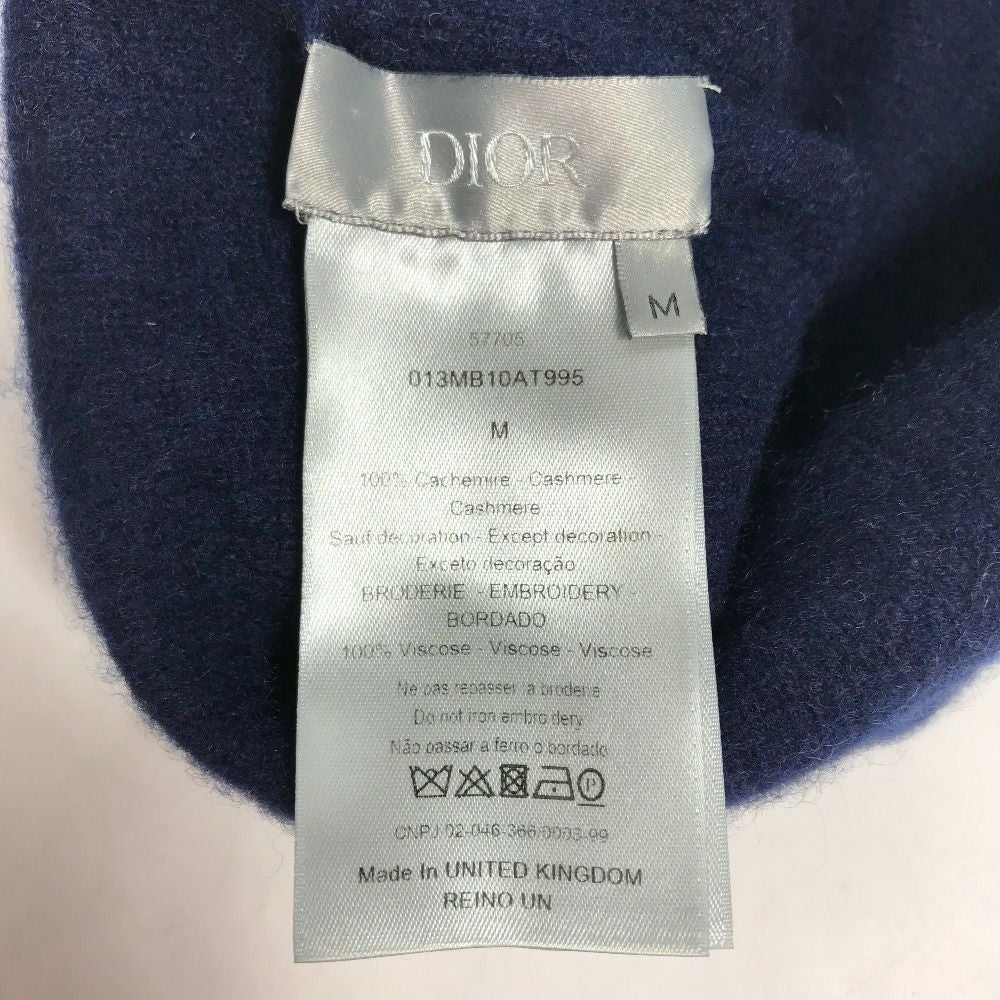 DIOR
M
57705
013MB10AT995
M
100% Cachemire - Cashmere -
Cashmere
Sauf decoration - Except decoration -
Exceto decoração
BRODERIE - EMBROIDERY -
BORDADO
100% Viscose - Viscose - Viscose
Ne pas repasser la broderie
Do not iron embroidery
Não passar a ferro o bordado
CNPJ 02-046-366/0003-99
Made In UNITED KINGDOM
REINO UN